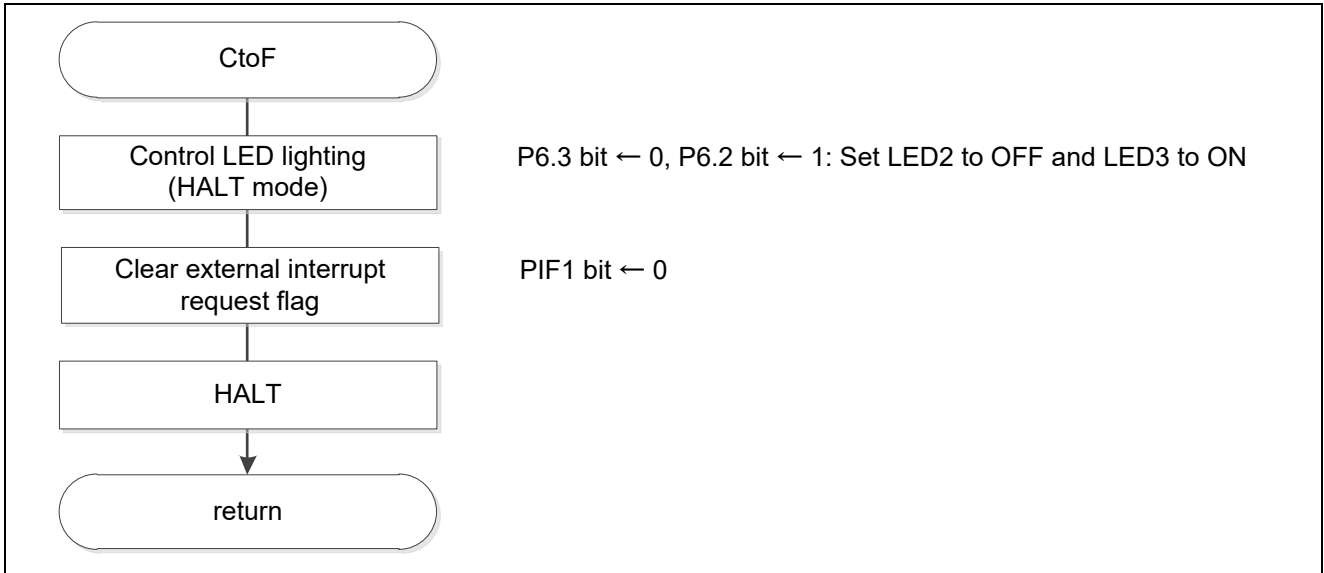 CtoF
Control LED lighting
(HALT mode)
P6.3 bit ← 0, P6.2 bit ← 1: Set LED2 to OFF and LED3 to ON
Clear external interrupt
request flag
PIF1 bit ← 0
HALT
return